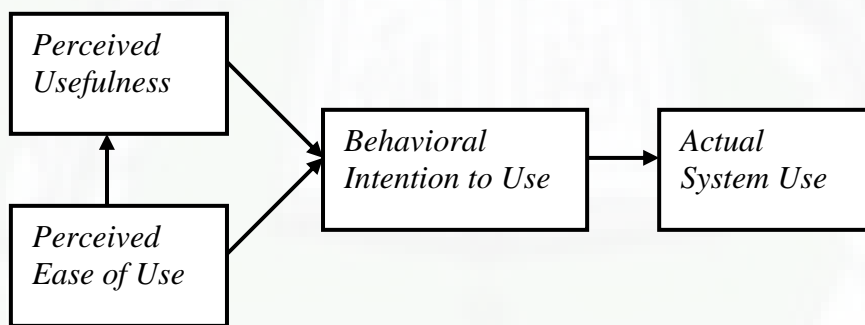 Perceived
Usefulness
Behavioral
Intention to Use
Actual
System Use
Perceived
Ease of Use